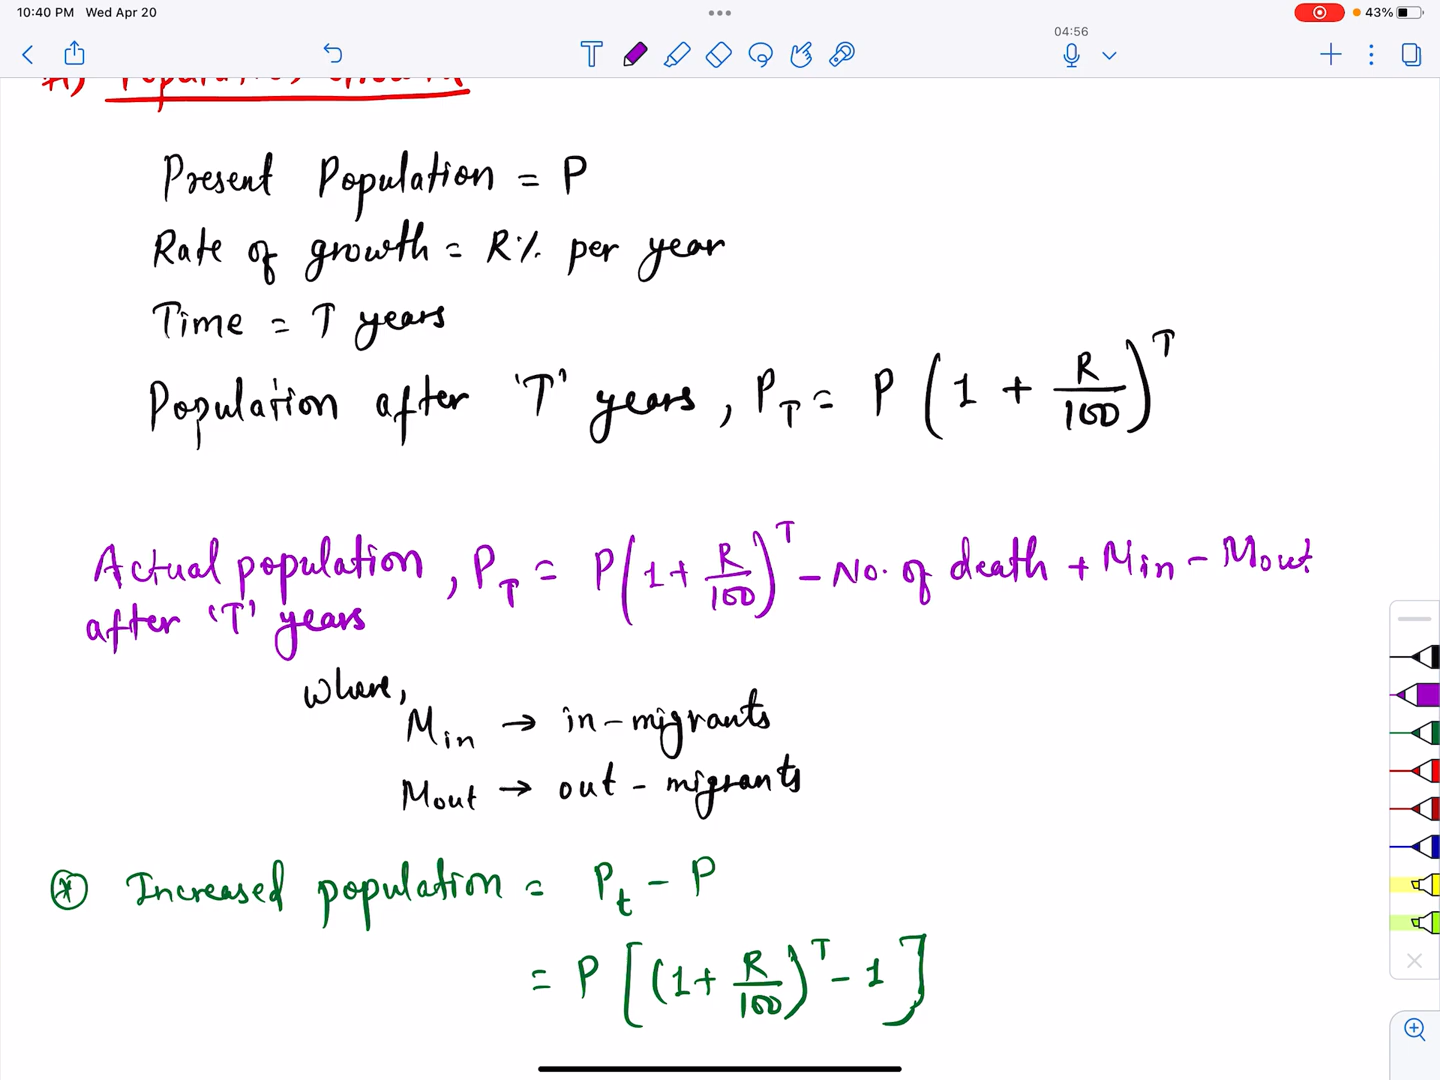 10:40 PM Wed Apr 20
43%
04:56
A) Population Growth
Present Population = P
Rate of growth = R% per year
Time = T years
Population after 'T' years, P_T = P (1 + R/100)^T
Actual population, P_T = P(1 + R/100)^T - No. of death + Min - Mout
after 'T' years
where,
Min → in-migrants
Mout → out-migrants
* Increased population = P_t - P
= P [(1 + R/100)^T - 1]